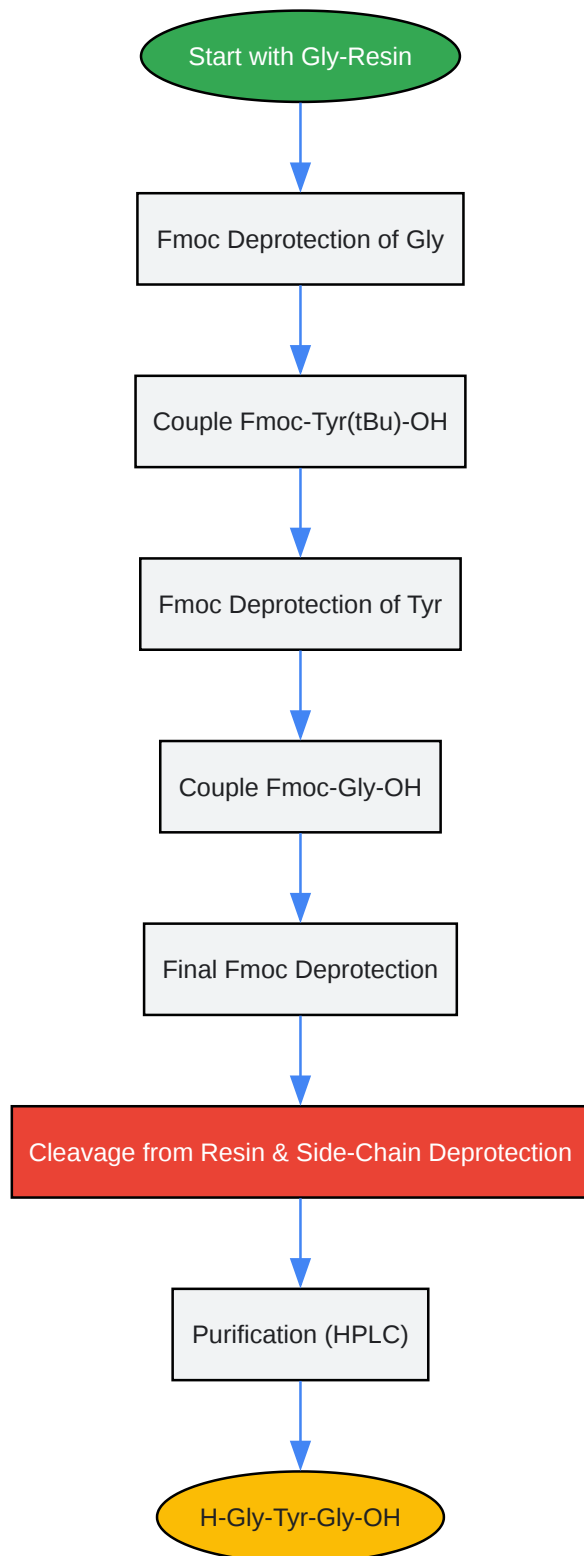 Start with Gly-Resin
Fmoc Deprotection of Gly
Couple Fmoc-Tyr(tBu)-OH
Fmoc Deprotection of Tyr
Couple Fmoc-Gly-OH
Final Fmoc Deprotection
Cleavage from Resin & Side-Chain Deprotection
Purification (HPLC)
H-Gly-Tyr-Gly-OH